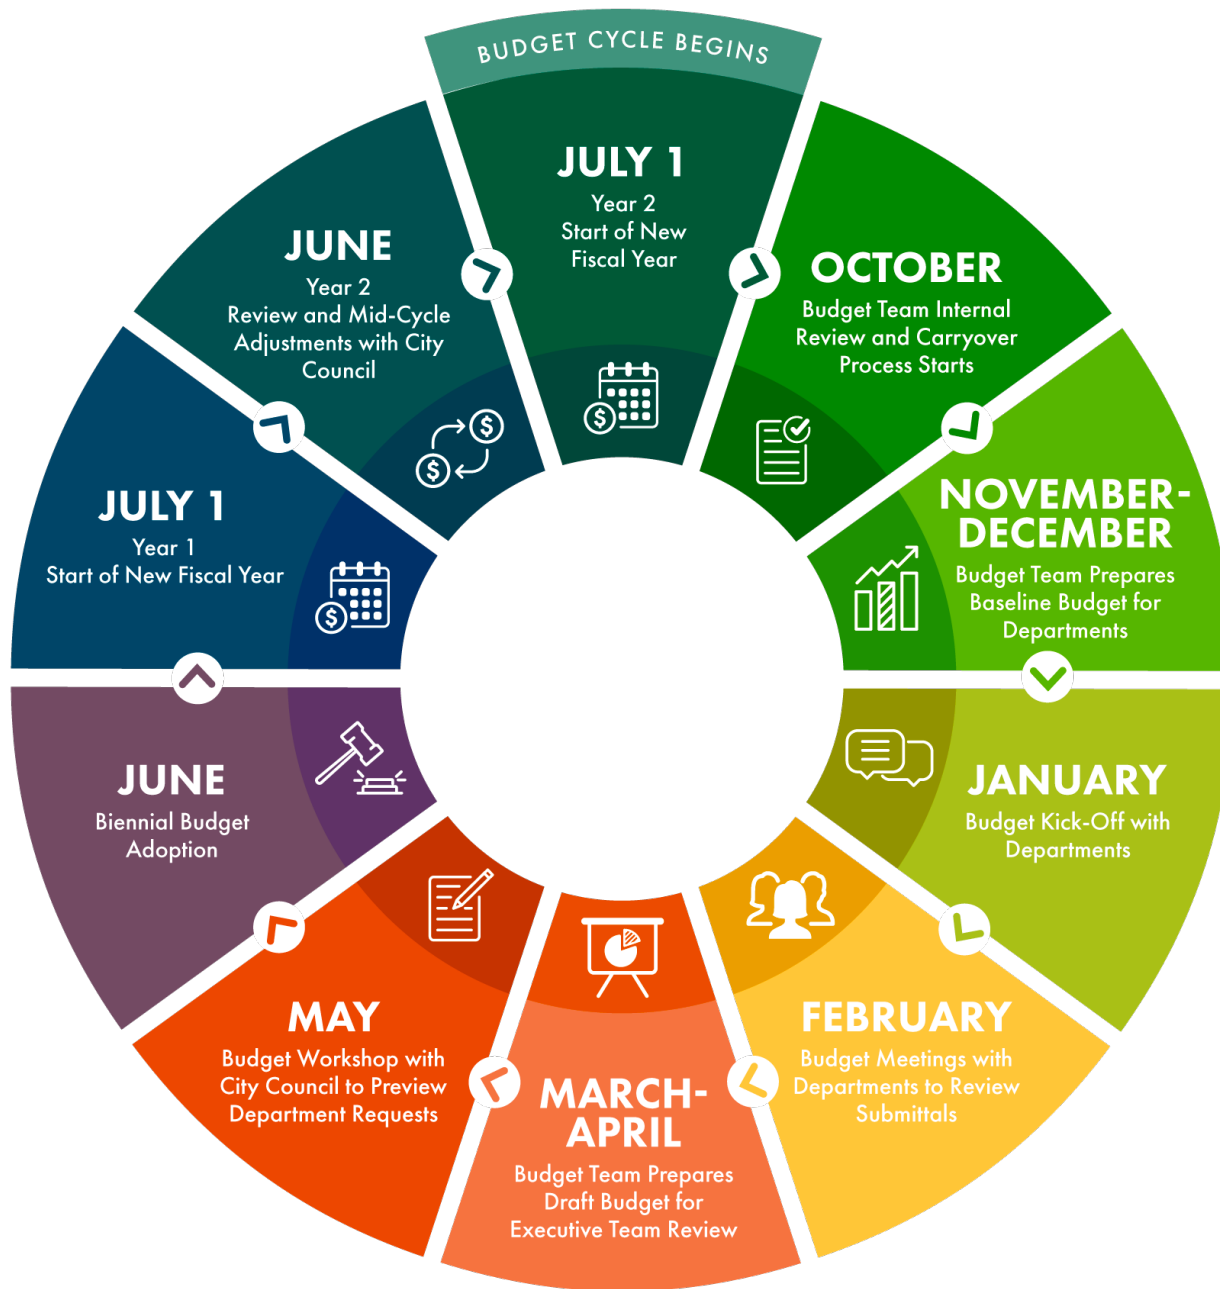 BUDGET CYCLE BEGINS
JULY 1
Year 2
Start of New
Fiscal Year
OCTOBER
Budget Team Internal
Review and Carryover
Process Starts
NOVEMBER-
DECEMBER
Budget Team Prepares
Baseline Budget for
Departments
JANUARY
Budget Kick-Off with
Departments
FEBRUARY
Budget Meetings with
Departments to Review
Submittals
MARCH-
APRIL
Budget Team Prepares
Draft Budget for
Executive Team Review
MAY
Budget Workshop with
City Council to Preview
Department Requests
JUNE
Biennial Budget
Adoption
JULY 1
Year 1
Start of New Fiscal Year
JUNE
Year 2
Review and Mid-Cycle
Adjustments with City
Council